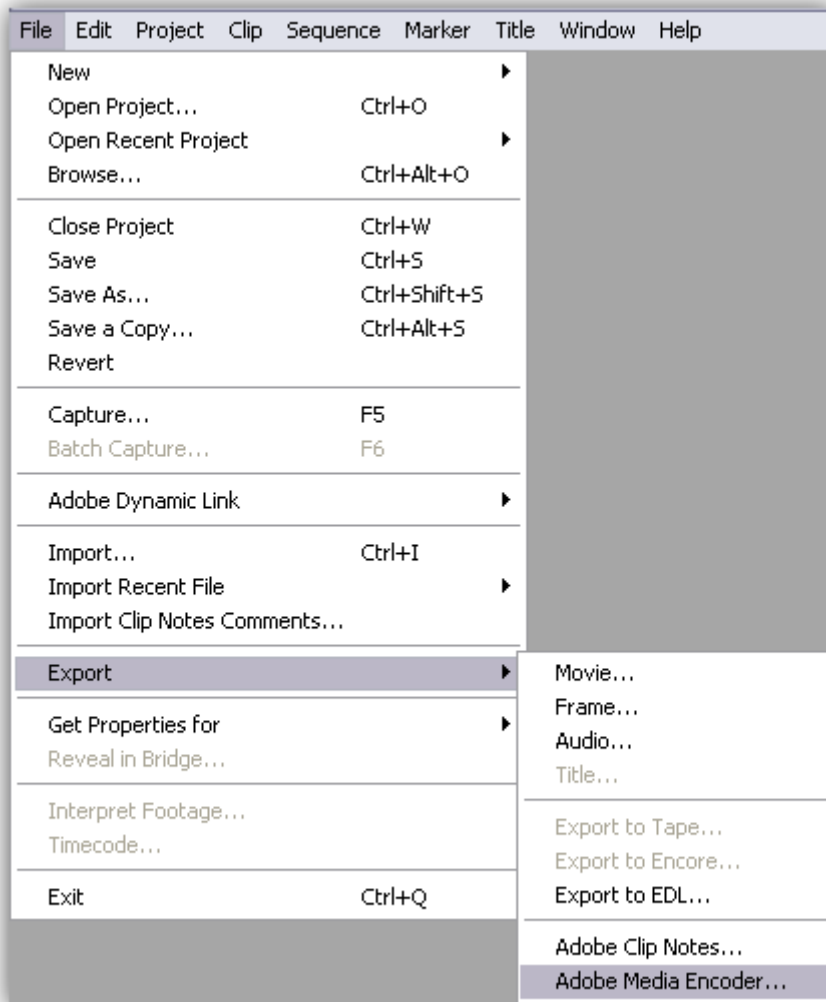 File Edit Project Clip Sequence Marker Title Window Help
New
Open Project... Ctrl+O
Open Recent Project
Browse... Ctrl+Alt+O
Close Project Ctrl+W
Save Ctrl+S
Save As... Ctrl+Shift+S
Save a Copy... Ctrl+Alt+S
Revert
Capture... F5
Batch Capture... F6
Adobe Dynamic Link
Import... Ctrl+I
Import Recent File
Import Clip Notes Comments...
Export
Get Properties for
Reveal in Bridge...
Interpret Footage...
Timecode...
Exit Ctrl+Q
Movie...
Frame...
Audio...
Title...
Export to Tape...
Export to Encore...
Export to EDL...
Adobe Clip Notes...
Adobe Media Encoder...